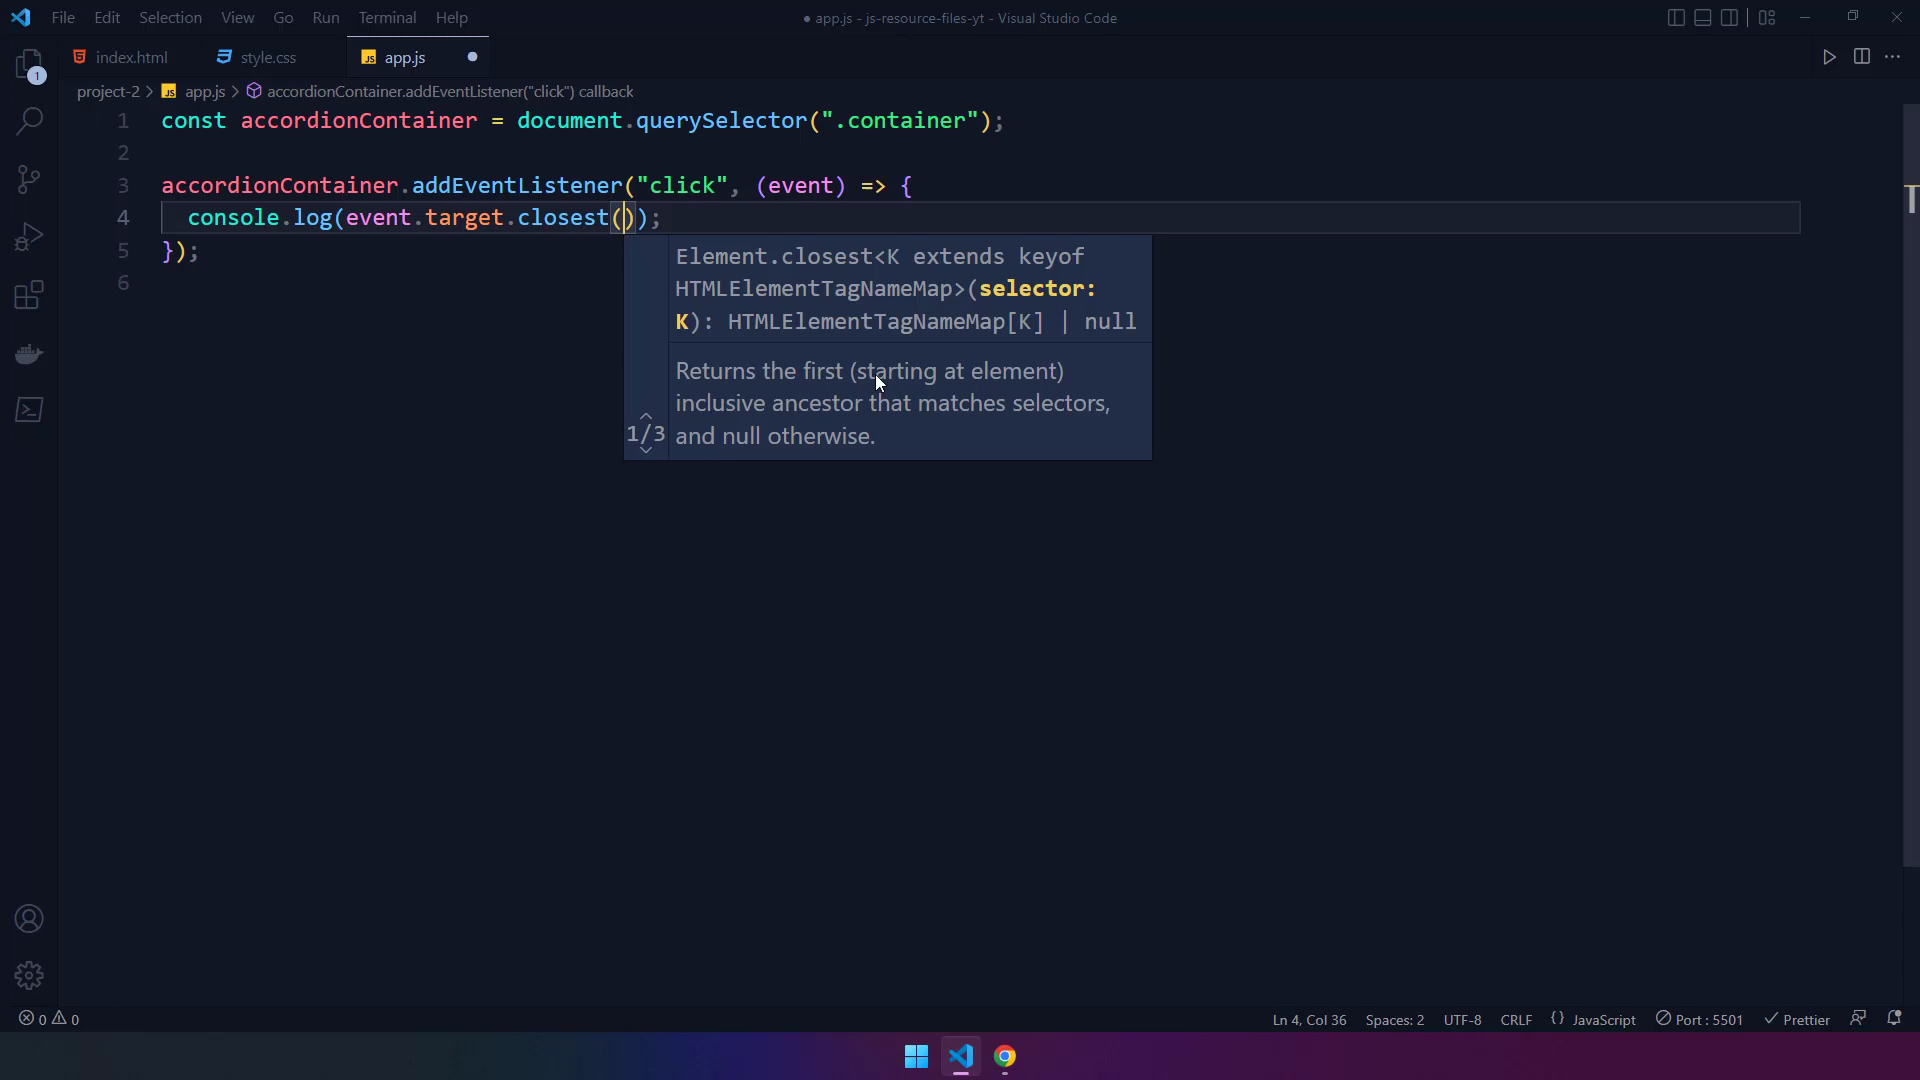 File Edit Selection View Go Run Terminal Help
● app.js - js-resource-files-yt - Visual Studio Code
index.html
style.css
JS app.js
1
project-2 > JS app.js > accordionContainer.addEventListener("click") callback
1 const accordionContainer = document.querySelector(".container");
2
3 accordionContainer.addEventListener("click", (event) => {
4 console.log(event.target.closest());
5 });
6
Element.closest<K extends keyof
HTMLElementTagNameMap>(selector:
K): HTMLElementTagNameMap[K] | null
Returns the first (starting at element)
inclusive ancestor that matches selectors,
and null otherwise.
1/3
0 0
Ln 4, Col 36 Spaces: 2 UTF-8 CRLF {} JavaScript Port : 5501 Prettier